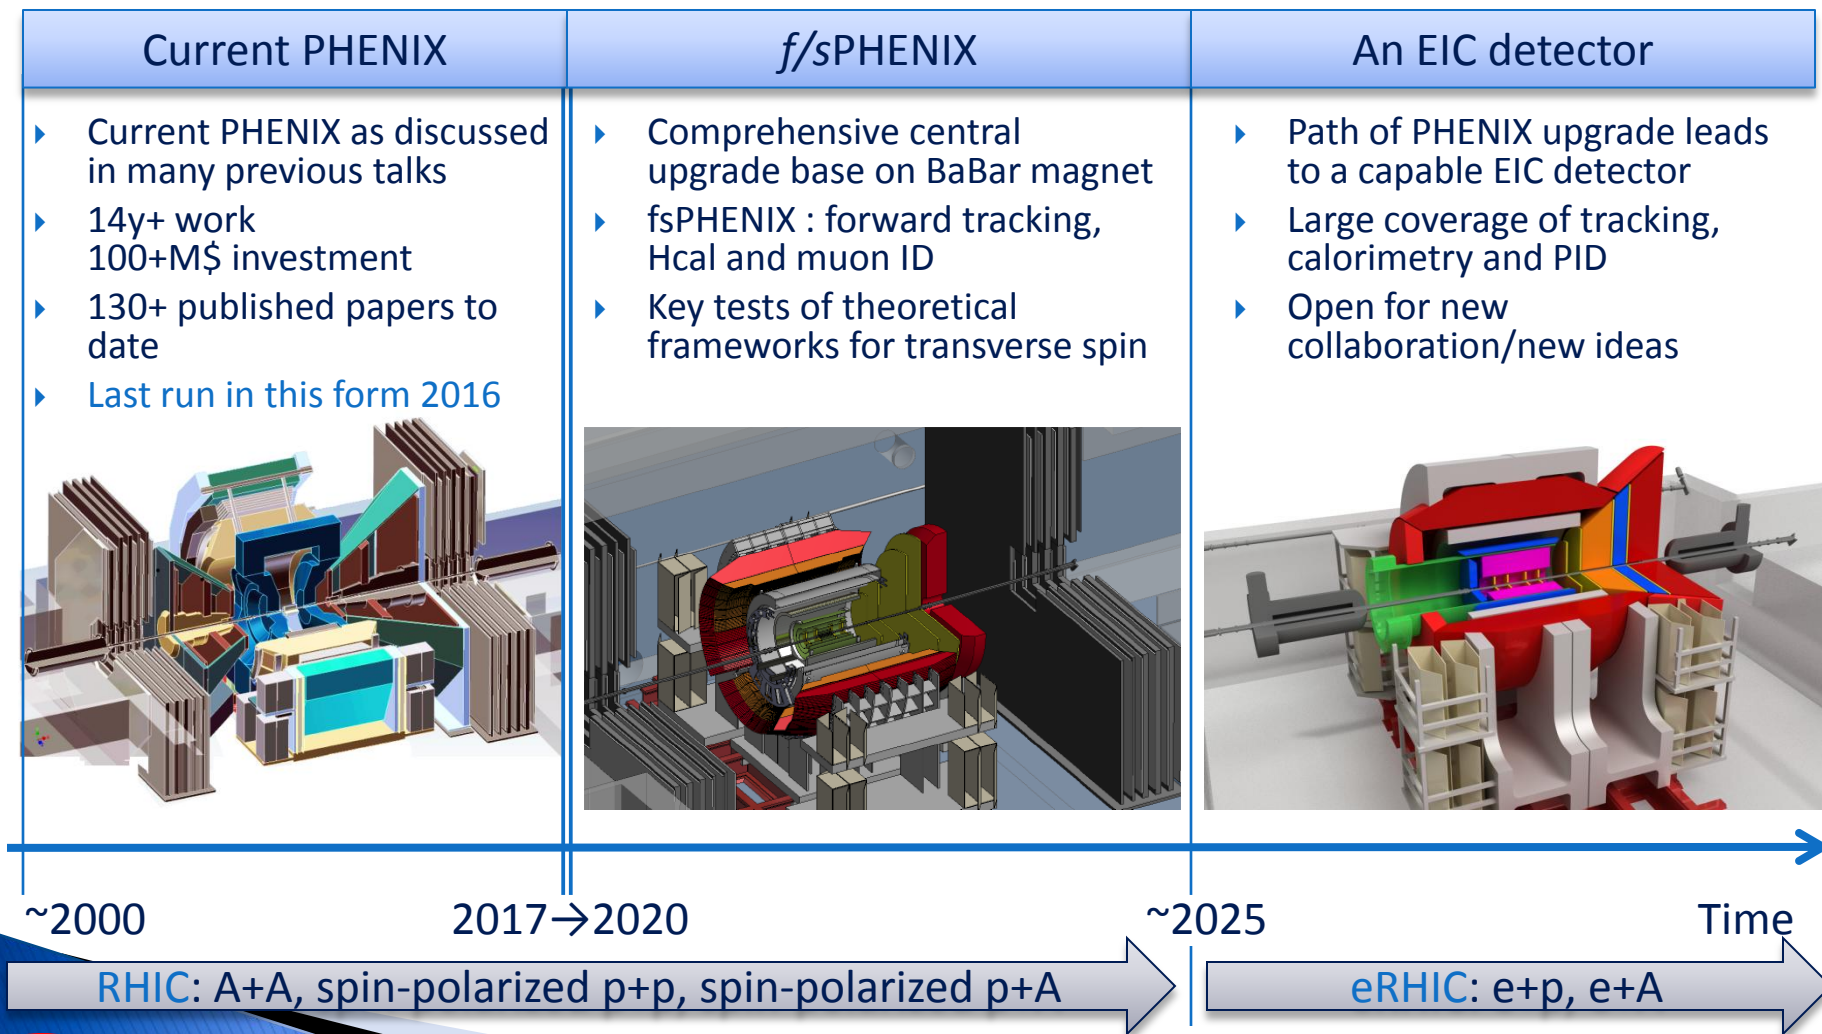 Current PHENIX
f/sPHENIX
An EIC detector
Current PHENIX as discussed
in many previous talks
14y+ work
100+M$ investment
130+ published papers to
date
Last run in this form 2016
Comprehensive central
upgrade base on BaBar magnet
fsPHENIX : forward tracking,
Hcal and muon ID
Key tests of theoretical
frameworks for transverse spin
Path of PHENIX upgrade leads
to a capable EIC detector
Large coverage of tracking,
calorimetry and PID
Open for new
collaboration/new ideas
~2000
2017→2020
~2025
Time
RHIC: A+A, spin-polarized p+p, spin-polarized p+A
eRHIC: e+p, e+A